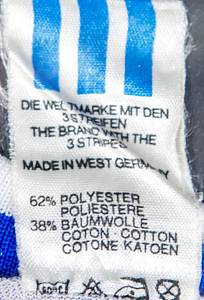 DIE WELTMARKE MIT DEN
3 STREIFEN
THE BRAND WITH THE
3 STRIPES
MADE IN WEST GERMANY
62% POLYESTER
POLIESTERE
38% BAUMWOLLE
COTON · COTTON
COTONE KATOEN